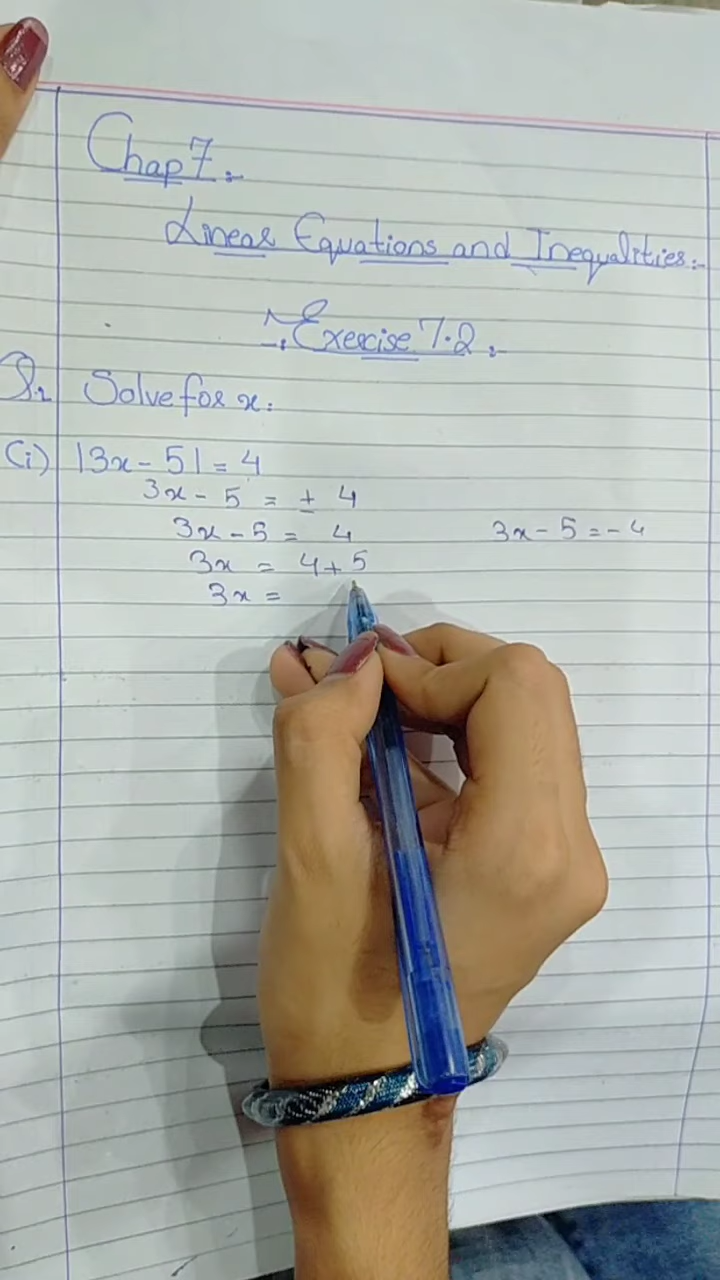 Chap 7:-
Linear Equations and Inequalities:-
:-Exercise 7.2:-
Q1 Solve for x:
(i) |3x - 5| = 4
3x - 5 = ± 4
3x - 5 = 4 3x - 5 = - 4
3x = 4 + 5
3x =